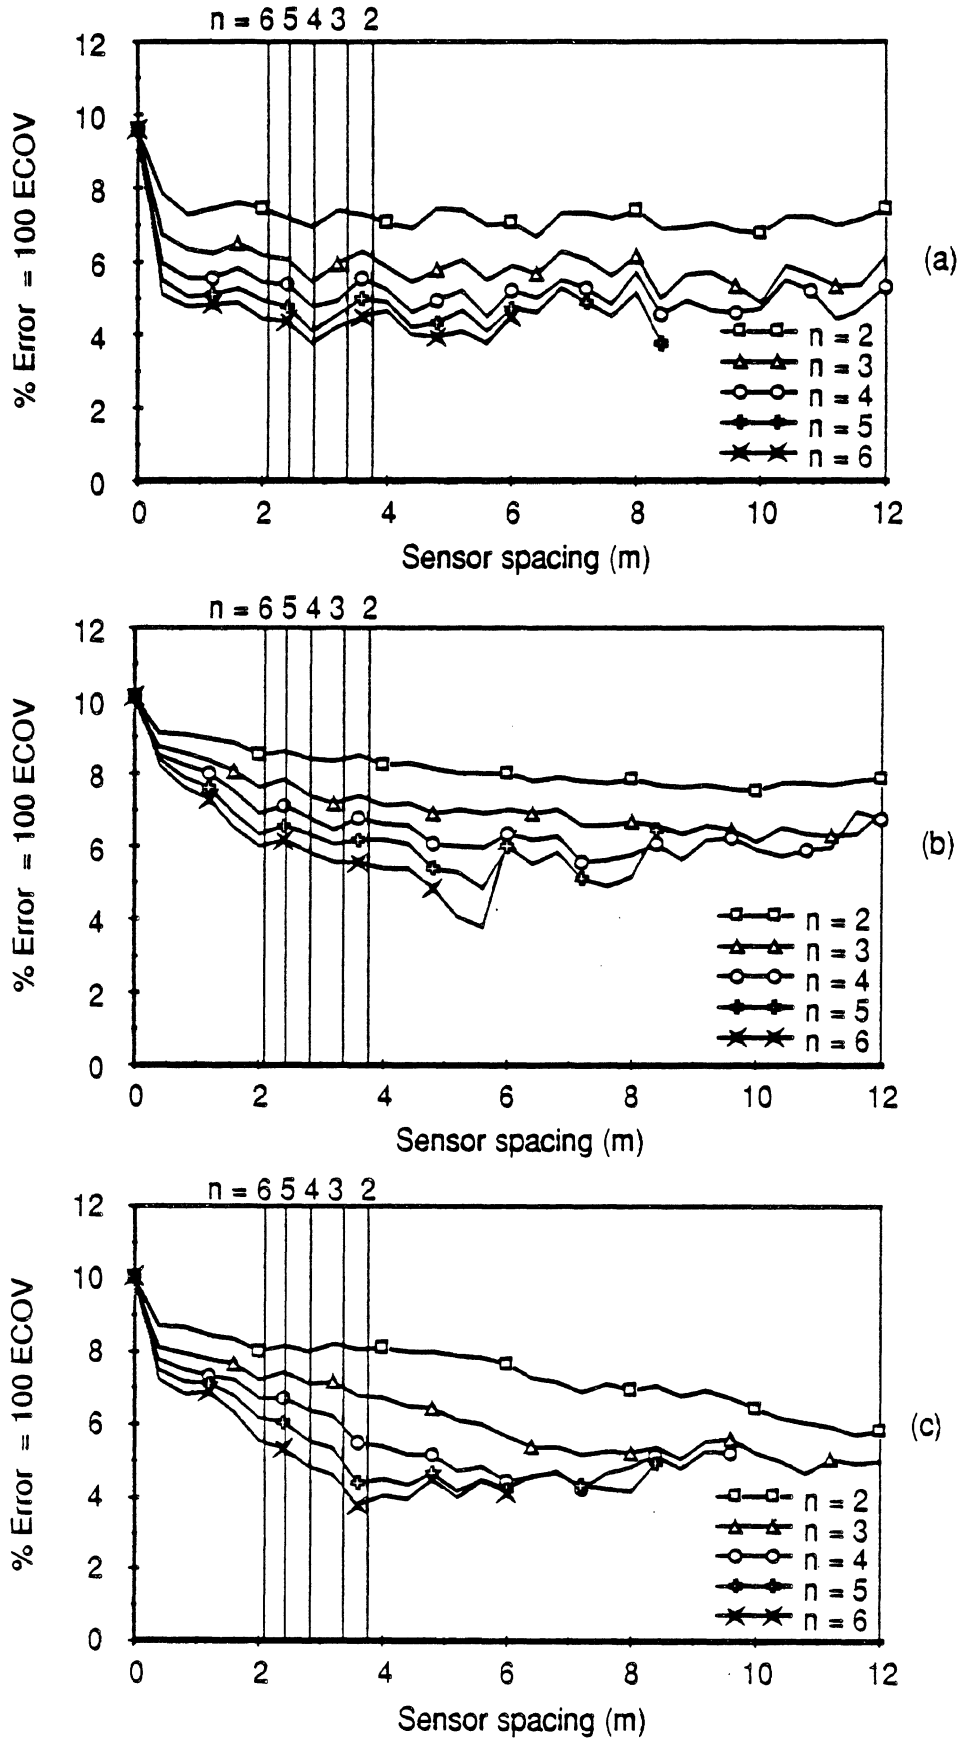 n = 6 5 4 3 2
12
10
8
6
4
2
0
% Error = 100 ECOV
(a)
n = 2
n = 3
n = 4
n = 5
n = 6
0 2 4 6 8 10 12
Sensor spacing (m)
n = 6 5 4 3 2
12
10
8
6
4
2
0
% Error = 100 ECOV
(b)
n = 2
n = 3
n = 4
n = 5
n = 6
0 2 4 6 8 10 12
Sensor spacing (m)
n = 6 5 4 3 2
12
10
8
6
4
2
0
% Error = 100 ECOV
(c)
n = 2
n = 3
n = 4
n = 5
n = 6
0 2 4 6 8 10 12
Sensor spacing (m)